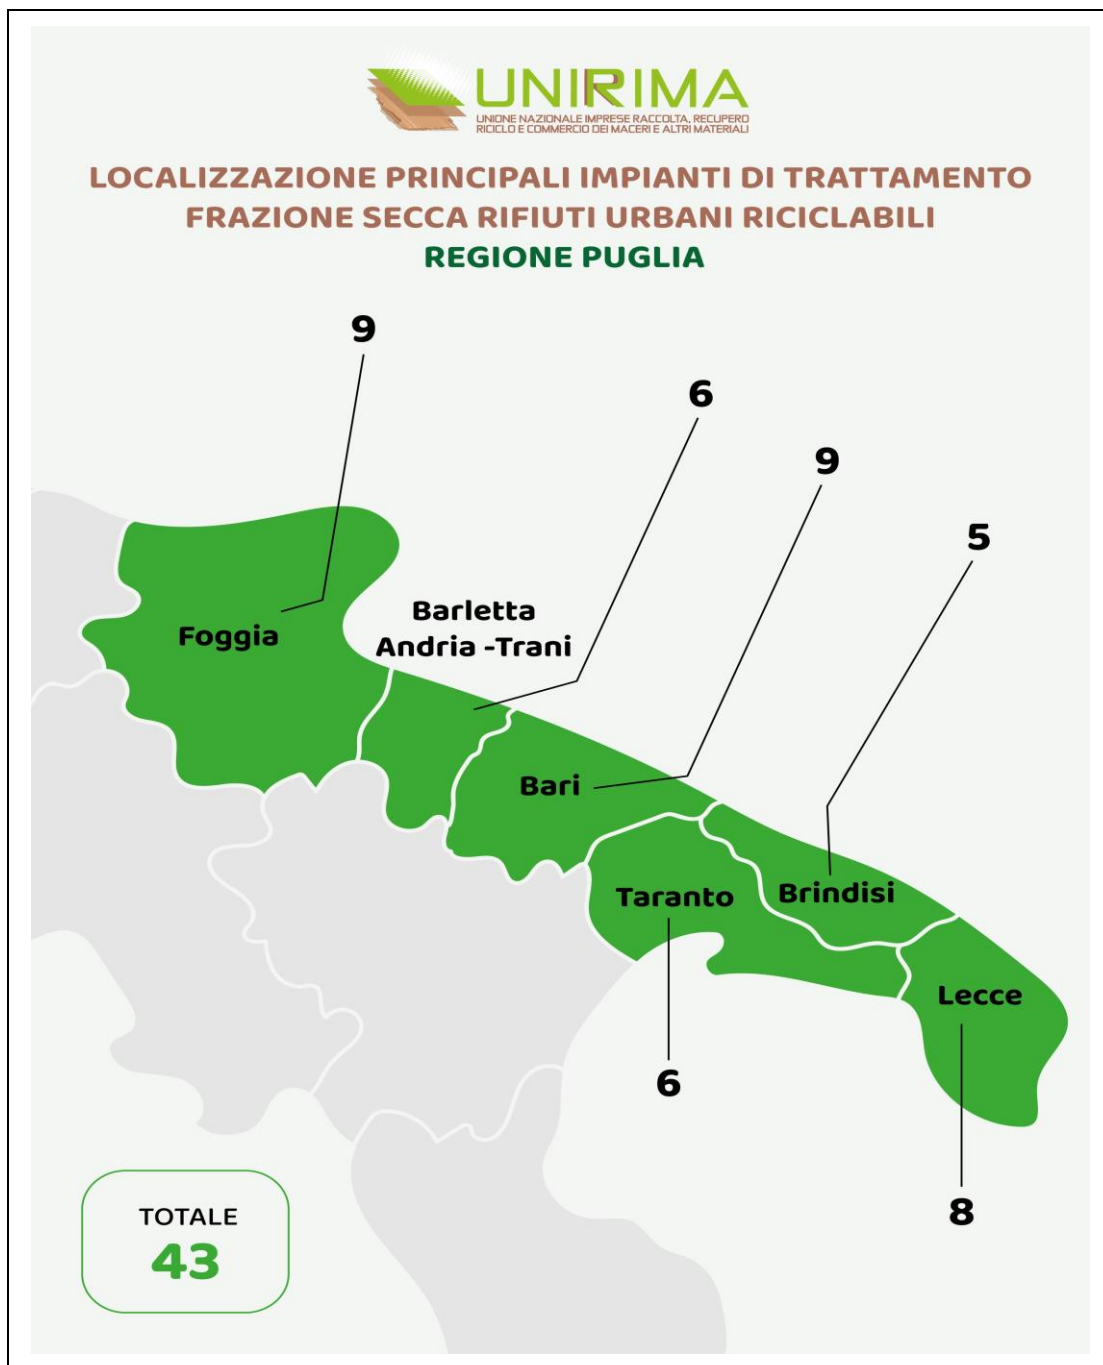 UNIRIMA
UNIONE NAZIONALE IMPRESE RACCOLTA, RECUPERO
RICICLO E COMMERCIO DEI MACERI E ALTRI MATERIALI
LOCALIZZAZIONE PRINCIPALI IMPIANTI DI TRATTAMENTO
FRAZIONE SECCA RIFIUTI URBANI RICICLABILI
REGIONE PUGLIA
9
6
9
5
Barletta
Andria -Trani
Foggia
Bari
Brindisi
Taranto
Lecce
6
8
TOTALE
43